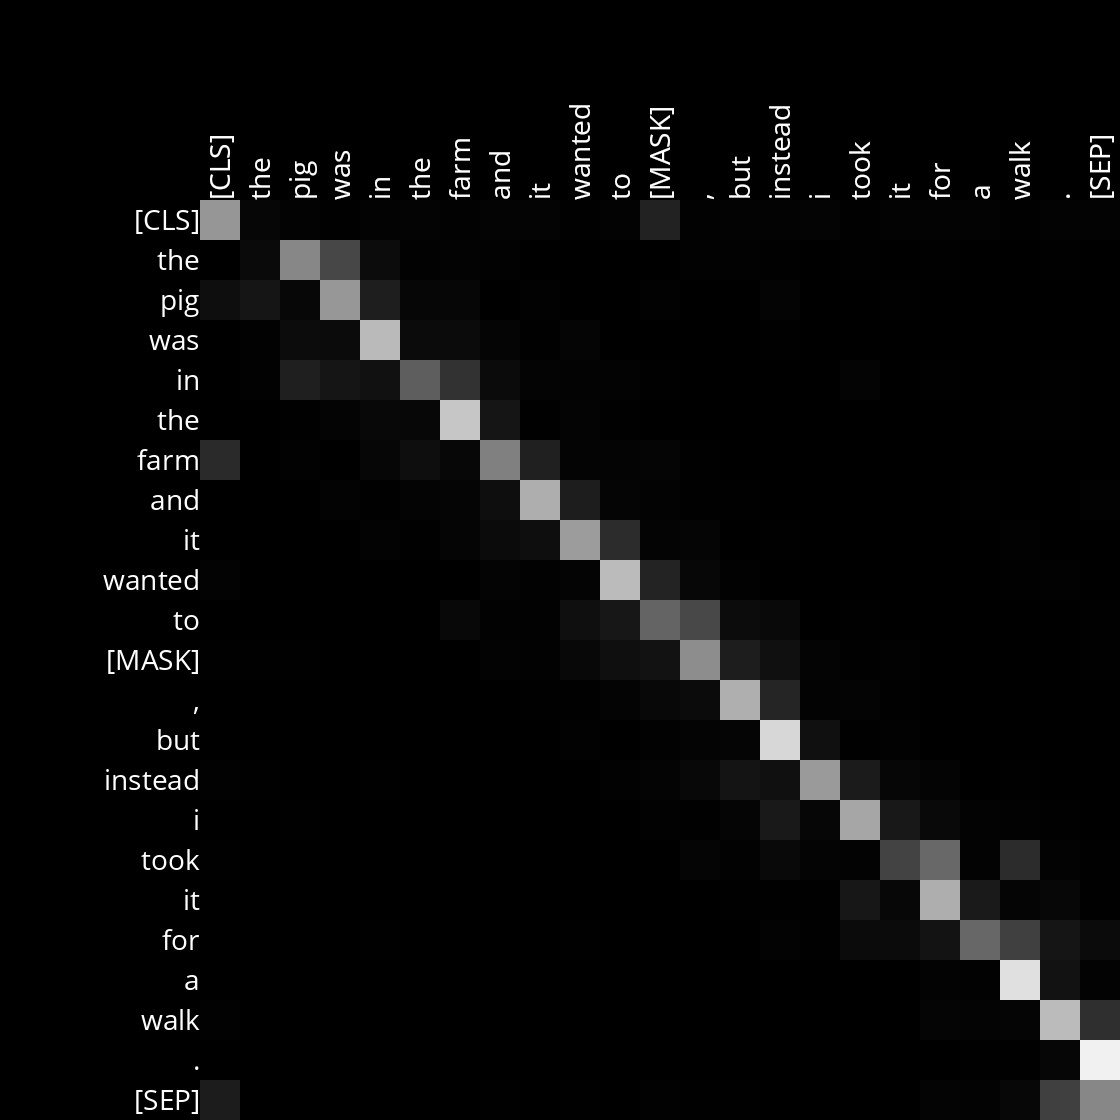 [CLS] the pig was in the farm and it wanted to [MASK] , but instead i took it for a walk . [SEP]
[CLS]
the
pig
was
in
the
farm
and
it
wanted
to
[MASK]
,
but
instead
i
took
it
for
a
walk
.
[SEP]